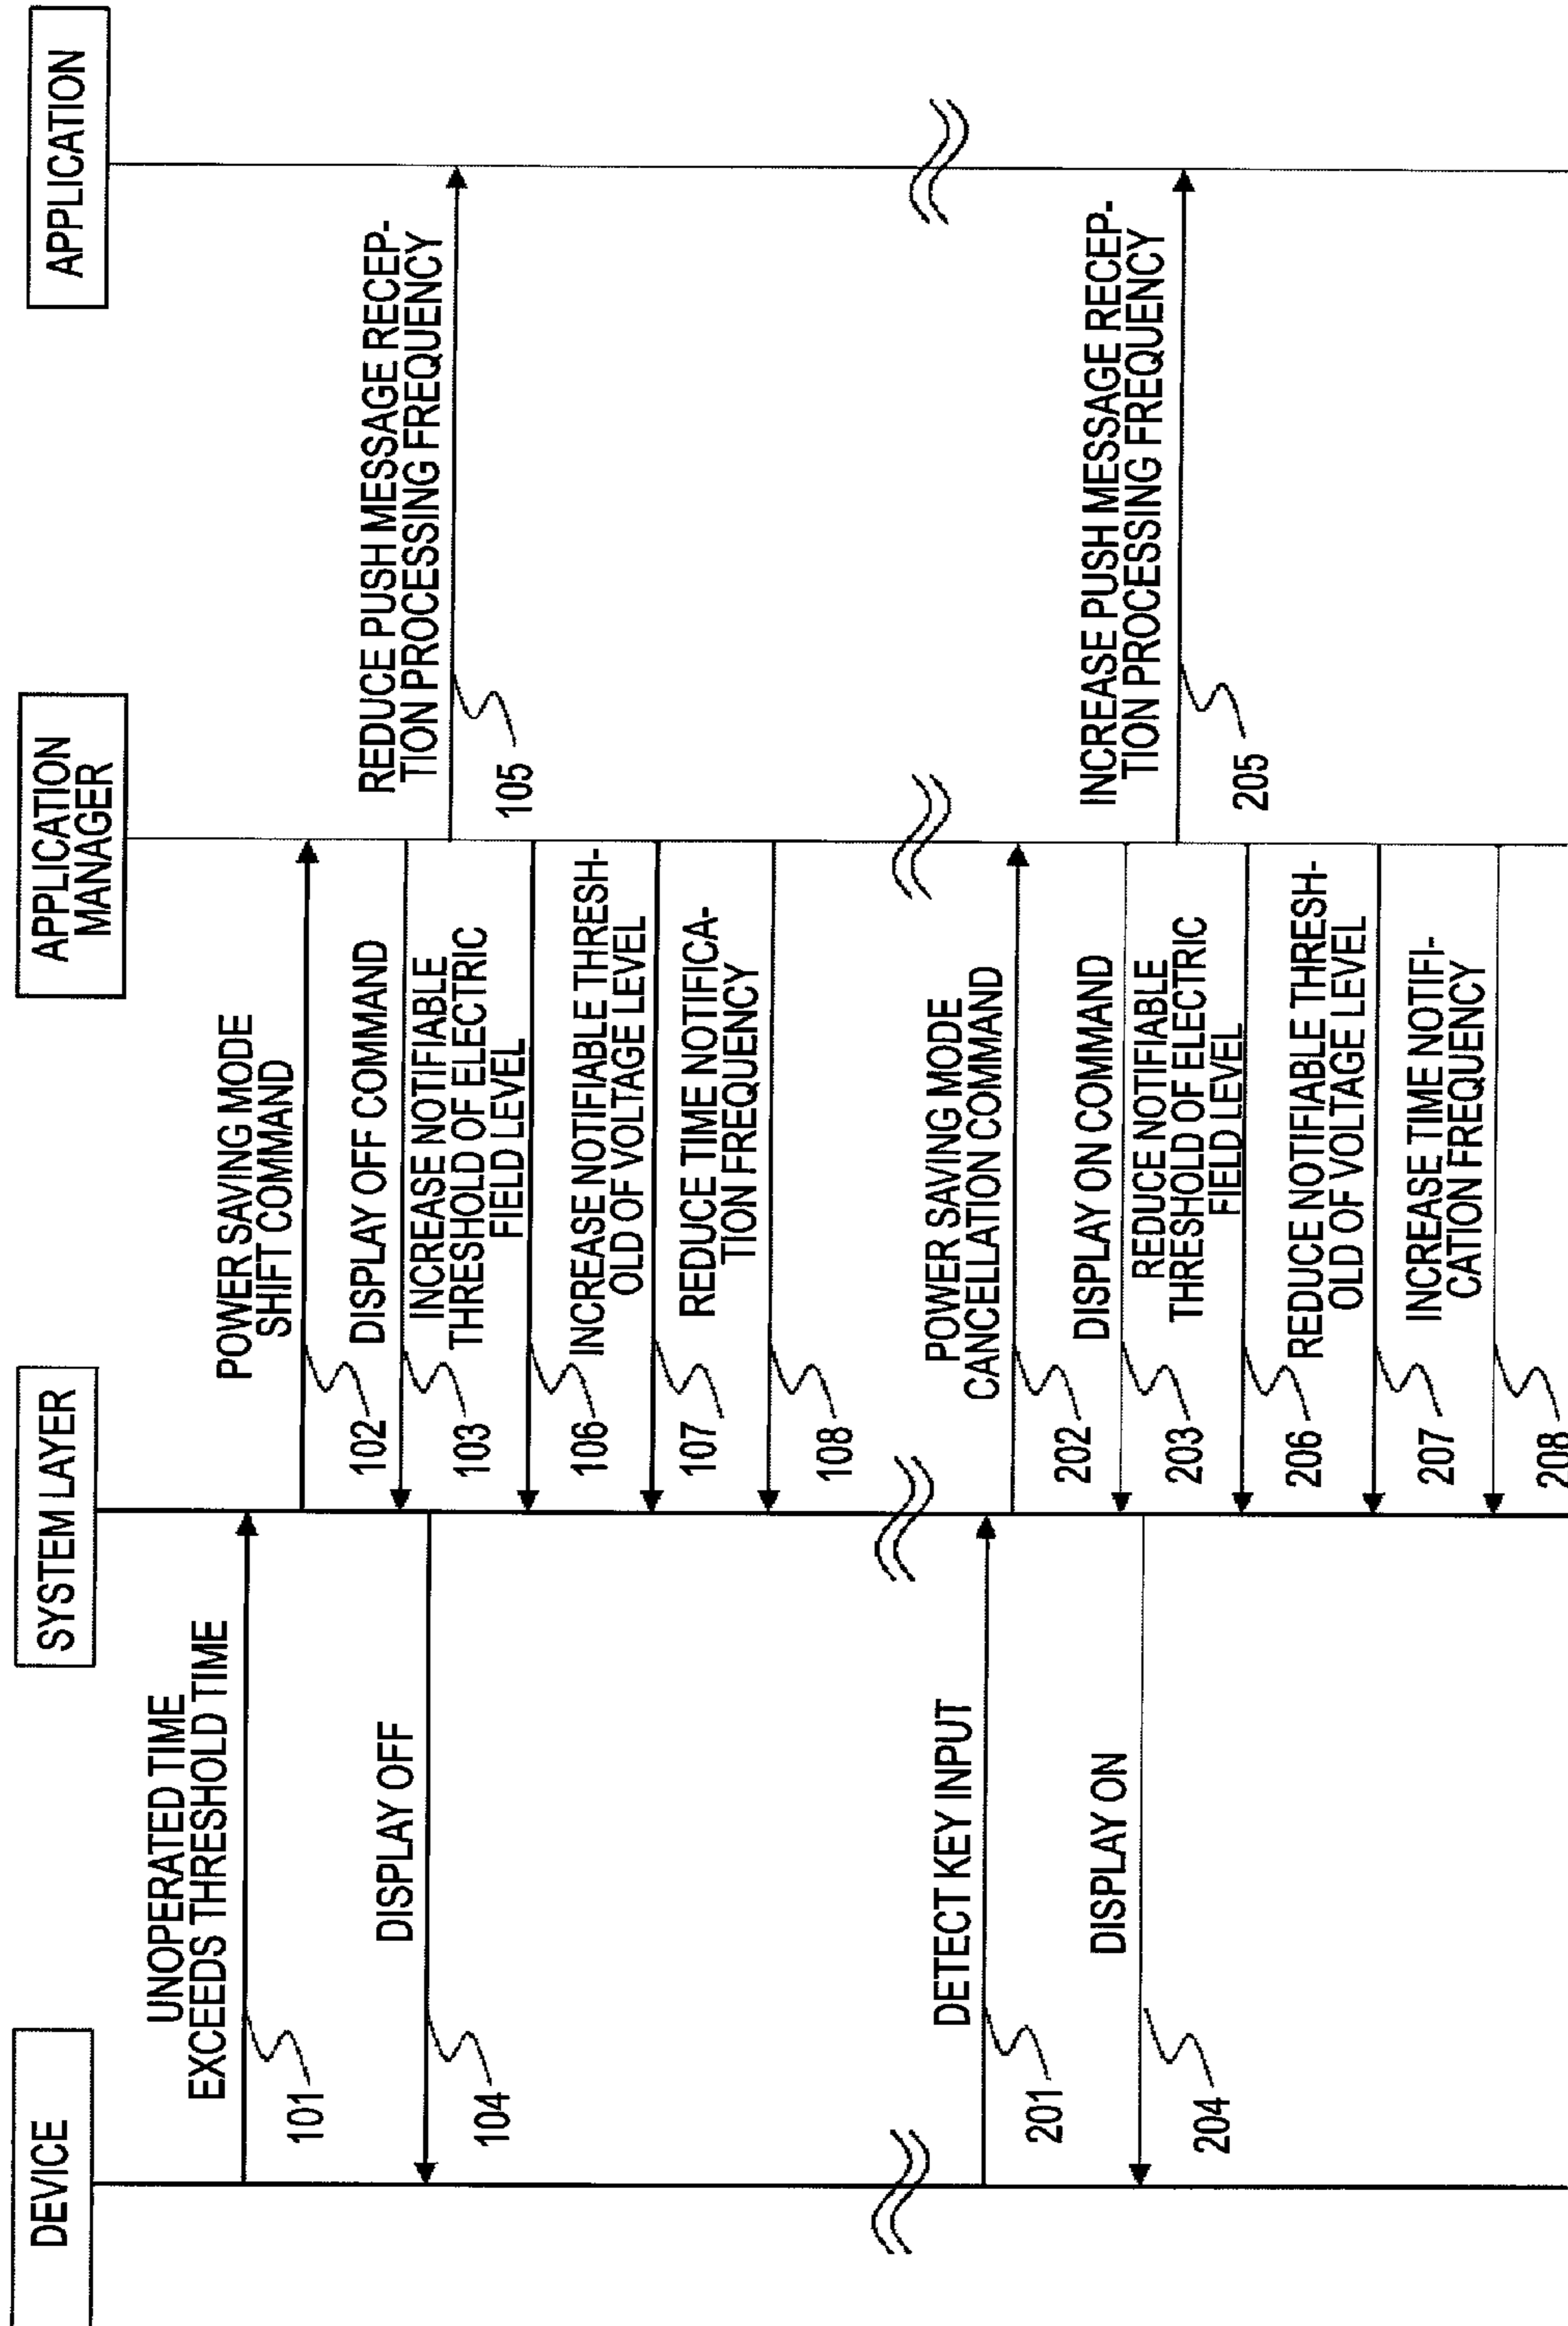 DEVICE
SYSTEM LAYER
APPLICATION
MANAGER
APPLICATION
UNOPERATED TIME
EXCEEDS THRESHOLD TIME
101
POWER SAVING MODE
SHIFT COMMAND
102
DISPLAY OFF COMMAND
103
DISPLAY OFF
104
REDUCE PUSH MESSAGE RECEP-
TION PROCESSING FREQUENCY
105
INCREASE NOTIFIABLE
THRESHOLD OF ELECTRIC
FIELD LEVEL
106
INCREASE NOTIFIABLE THRESH-
OLD OF VOLTAGE LEVEL
107
REDUCE TIME NOTIFICA-
TION FREQUENCY
108
DETECT KEY INPUT
201
POWER SAVING MODE
CANCELLATION COMMAND
202
DISPLAY ON COMMAND
203
DISPLAY ON
204
INCREASE PUSH MESSAGE RECEP-
TION PROCESSING FREQUENCY
205
REDUCE NOTIFIABLE
THRESHOLD OF ELECTRIC
FIELD LEVEL
206
REDUCE NOTIFIABLE THRESH-
OLD OF VOLTAGE LEVEL
207
INCREASE TIME NOTIFI-
CATION FREQUENCY
208